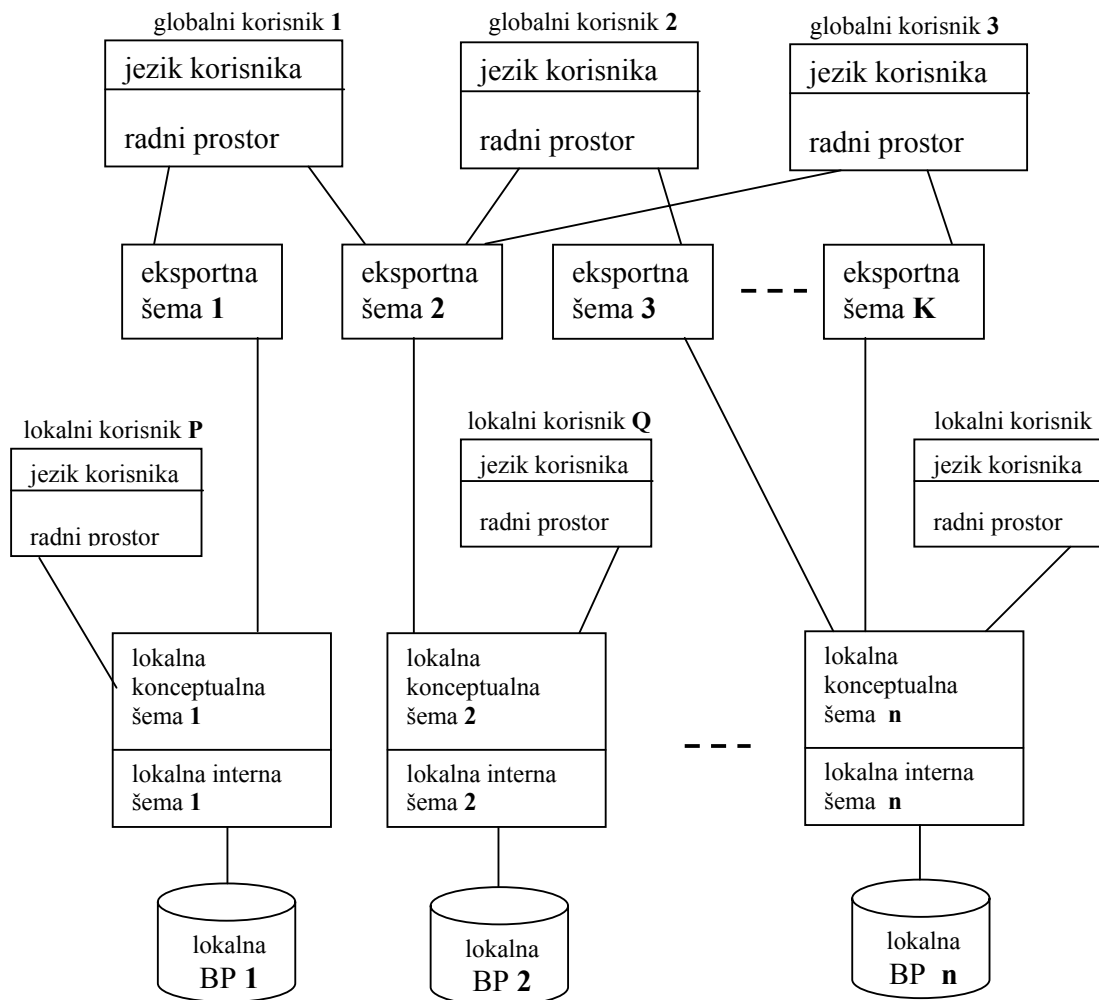 globalni korisnik 1
globalni korisnik 2
globalni korisnik 3
jezik korisnika
radni prostor
jezik korisnika
radni prostor
jezik korisnika
radni prostor
eksportna
šema 1
eksportna
šema 2
eksportna
šema 3
eksportna
šema K
lokalni korisnik P
jezik korisnika
radni prostor
lokalni korisnik Q
jezik korisnika
radni prostor
lokalni korisnik
jezik korisnika
radni prostor
lokalna
konceptualna
šema 1
lokalna interna
šema 1
lokalna
konceptualna
šema 2
lokalna interna
šema 2
lokalna
konceptualna
šema n
lokalna interna
šema n
lokalna
BP 1
lokalna
BP 2
lokalna
BP n